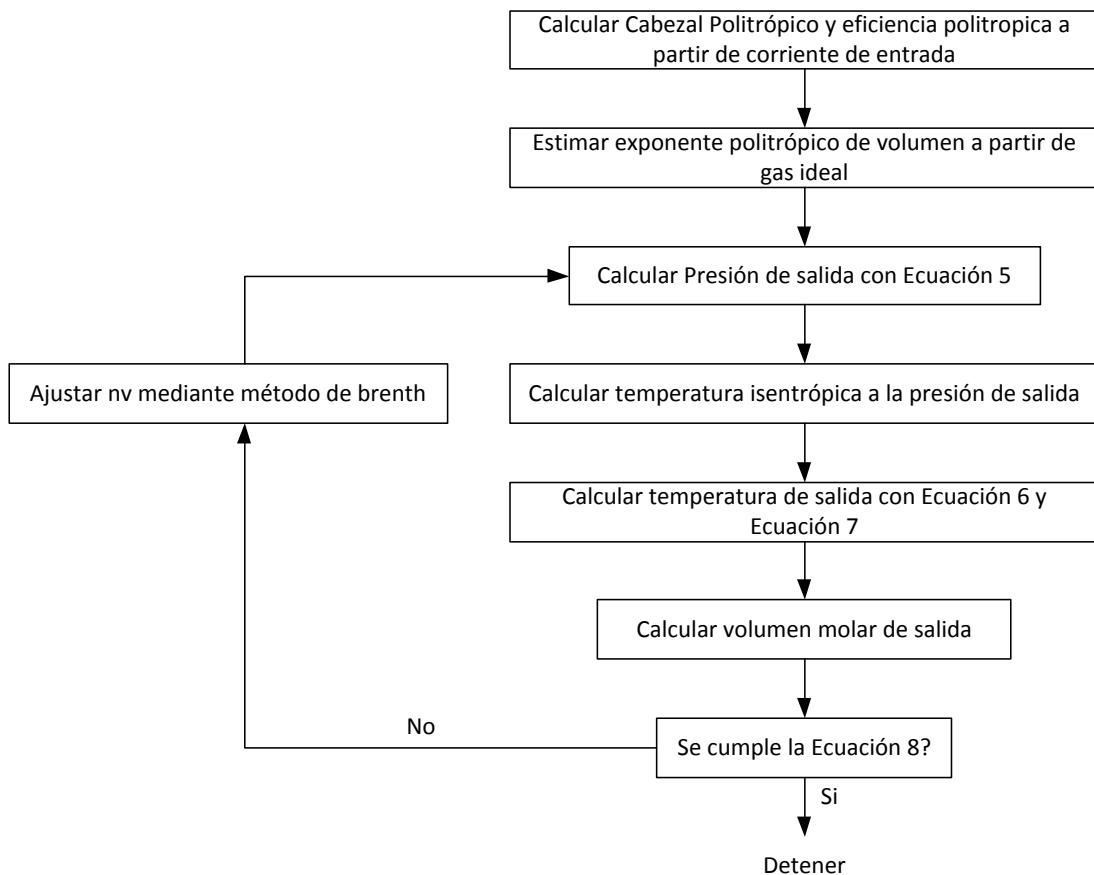 Calcular Cabezal Politrópico y eficiencia politropica a
partir de corriente de entrada
Estimar exponente politrópico de volumen a partir de
gas ideal
Calcular Presión de salida con Ecuación 5
Ajustar nv mediante método de brenth
Calcular temperatura isentrópica a la presión de salida
Calcular temperatura de salida con Ecuación 6 y
Ecuación 7
Calcular volumen molar de salida
No
Se cumple la Ecuación 8?
Si
Detener